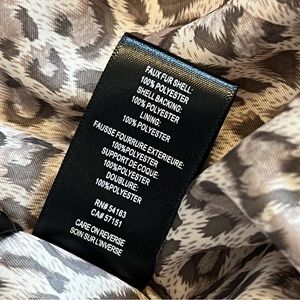 FAUX FUR SHELL:
100% POLYESTER
SHELL BACKING:
100% POLYESTER
LINING:
100% POLYESTER
FAUSSE FOURRURE EXTERIEURE:
100%POLYESTER
SUPPORT DE COQUE:
100%POLYESTER
DOUBLURE:
100%POLYESTER
RN# 54163
CA# 57151
CARE ON REVERSE
SOIN SUR L'INVERSE